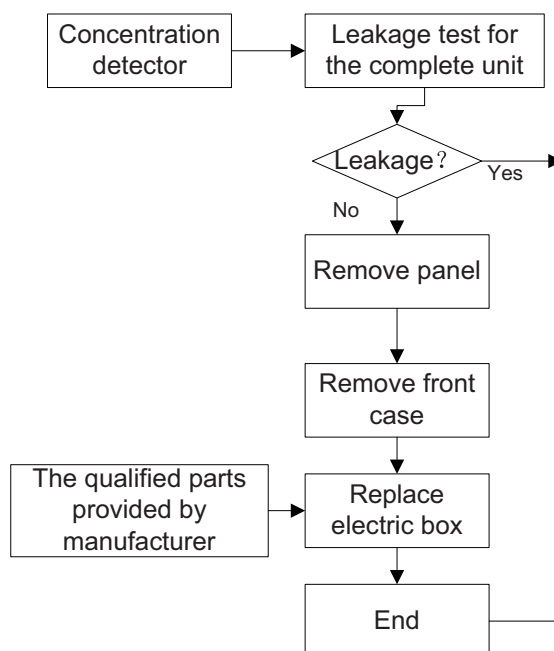 Concentration
detector
Leakage test for
the complete unit
Leakage？
Yes
No
Remove panel
Remove front
case
The qualified parts
provided by
manufacturer
Replace
electric box
End